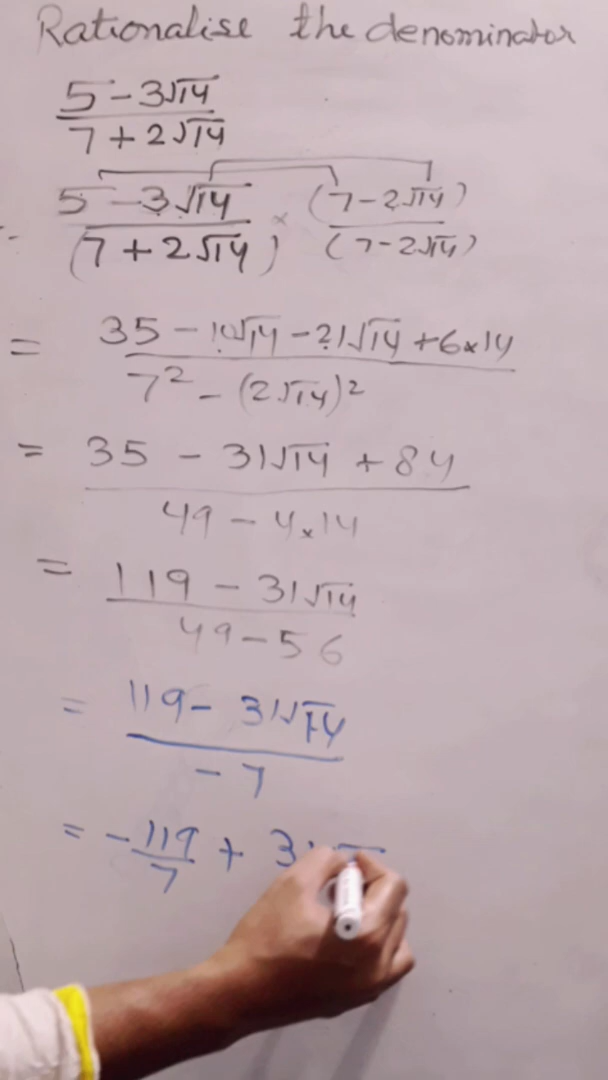 Rationalise the denominator
5 - 3√14
7 + 2√14
5 - 3√14 × (7 - 2√14)
(7 + 2√14) (7 - 2√14)
= 35 - 10√14 - 21√14 + 6×14
7² - (2√14)²
= 35 - 31√14 + 84
49 - 4×14
= 119 - 31√14
49 - 56
= 119 - 31√14
- 7
= - 119 + 3
7